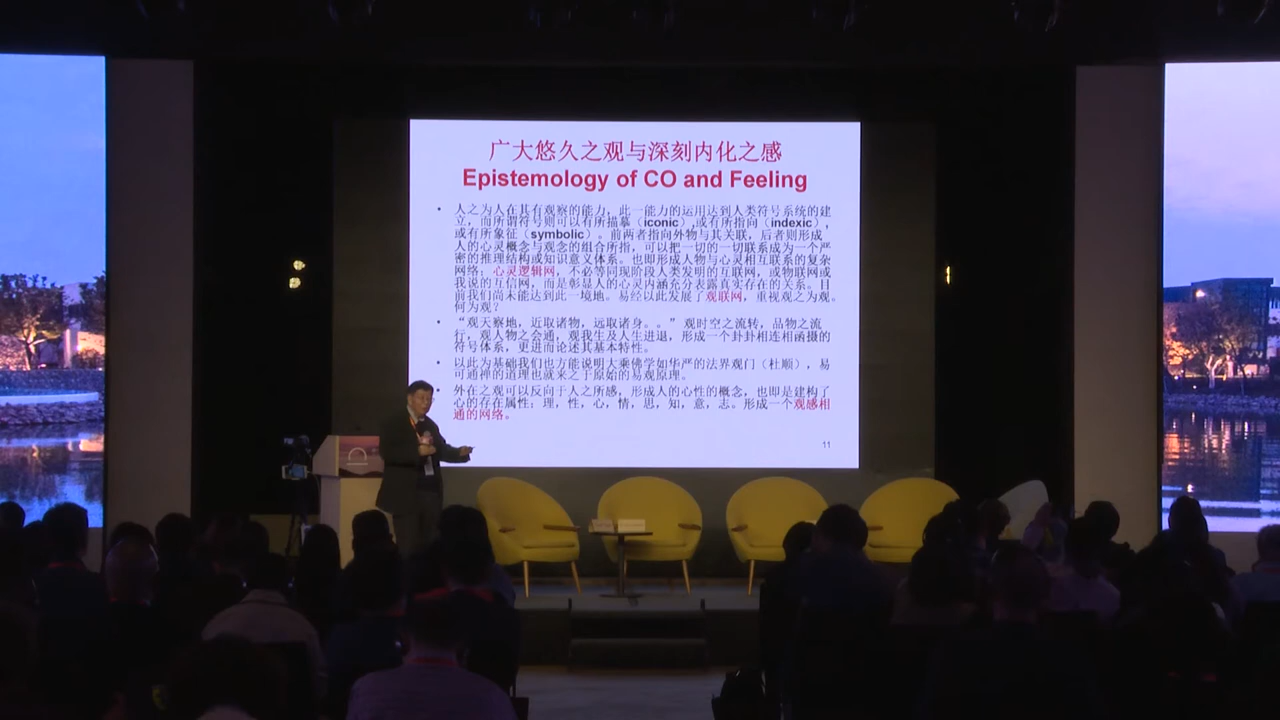 广大悠久之观与深刻内化之感
Epistemology of CO and Feeling
• 人之为人在其有观察的能力，此一能力的运用达到人类符号系统的建
立，而所谓符号则可以有所描摹（iconic）,或有所指向（indexic），
或有所象征（symbolic）。前两者指向外物与其关联，后者则形成
人的心灵概念与观念的组合所指，可以把一切的一切联系成为一个严
密的推理结构或知识意义体系。也即形成人物与心灵相互联系的复杂
网络：心灵逻辑网，不必等同现阶段人类发明的互联网，或物联网或
我说的互信网，而是彰显人的心灵内涵充分表露真实存在的关系。目
前我们尚未能达到此一境地。易经以此发展了观联网，重视观之为观。
何为观？
• “观天察地，近取诸物，远取诸身。。” 观时空之流转，品物之流
行，观人物之会通，观我生及人生进退，形成一个卦卦相连相函摄的
符号体系，更进而论述其基本特性。
• 以此为基础我们也方能说明大乘佛学如华严的法界观门（杜顺），易
可通禅的道理也就来之于原始的易观原理。
• 外在之观可以反向于人之所感，形成人的心性的概念，也即是建构了
心的存在属性：理，性，心，情，思，知，意，志。形成一个观感相
通的网络。
11